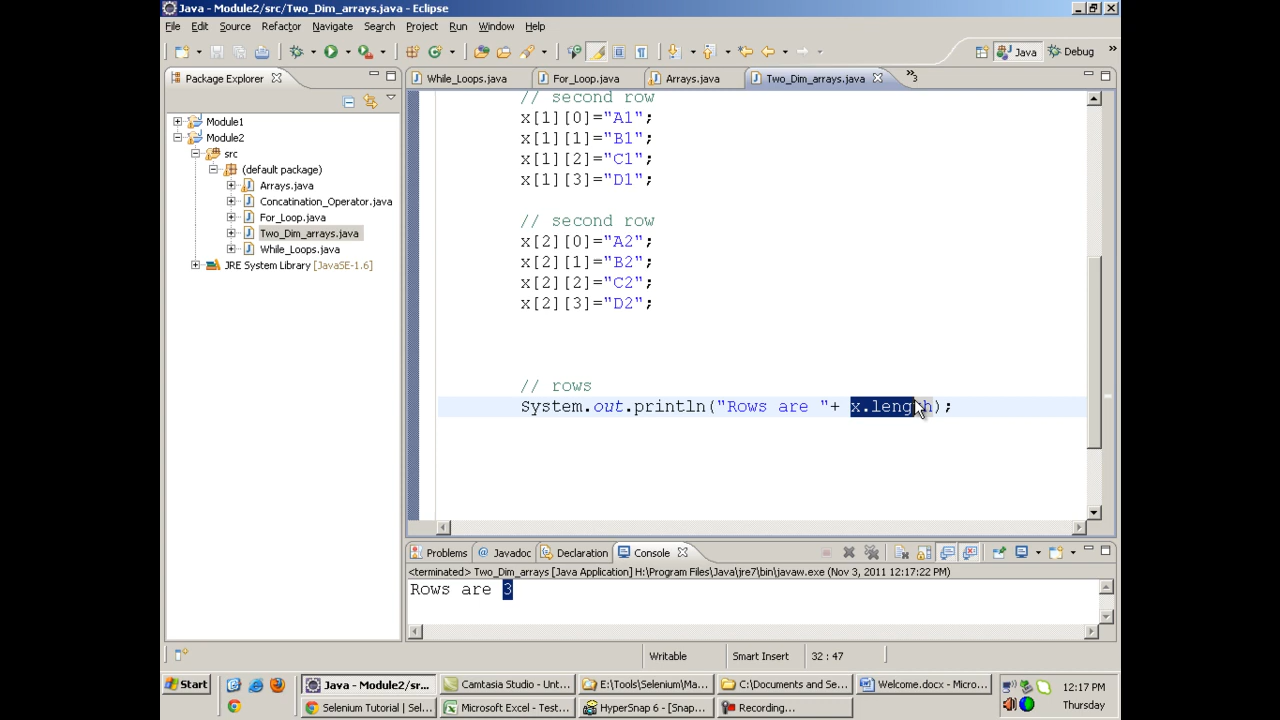 Java - Module2/src/Two_Dim_arrays.java - Eclipse
File Edit Source Refactor Navigate Search Project Run Window Help
Java Debug »
Package Explorer
While_Loops.java For_Loop.java Arrays.java Two_Dim_arrays.java »3
Module1
Module2
src
(default package)
Arrays.java
Concatination_Operator.java
For_Loop.java
Two_Dim_arrays.java
While_Loops.java
JRE System Library [JavaSE-1.6]
// second row
x[1][0]="A1";
x[1][1]="B1";
x[1][2]="C1";
x[1][3]="D1";
// second row
x[2][0]="A2";
x[2][1]="B2";
x[2][2]="C2";
x[2][3]="D2";
// rows
System.out.println("Rows are "+ x.length);
Problems @ Javadoc Declaration Console
<terminated> Two_Dim_arrays [Java Application] H:\Program Files\Java\jre7\bin\javaw.exe (Nov 3, 2011 12:17:22 PM)
Rows are 3
Writable Smart Insert 32 : 47
Start Java - Module2/sr... Camtasia Studio - Unt... E:\Tools\Selenium/Ma... C:\Documents and Se... Welcome.docx - Micro... 12:17 PM
Selenium Tutorial | Sel... Microsoft Excel - Test... HyperSnap 6 - [Snap... Recording... Thursday